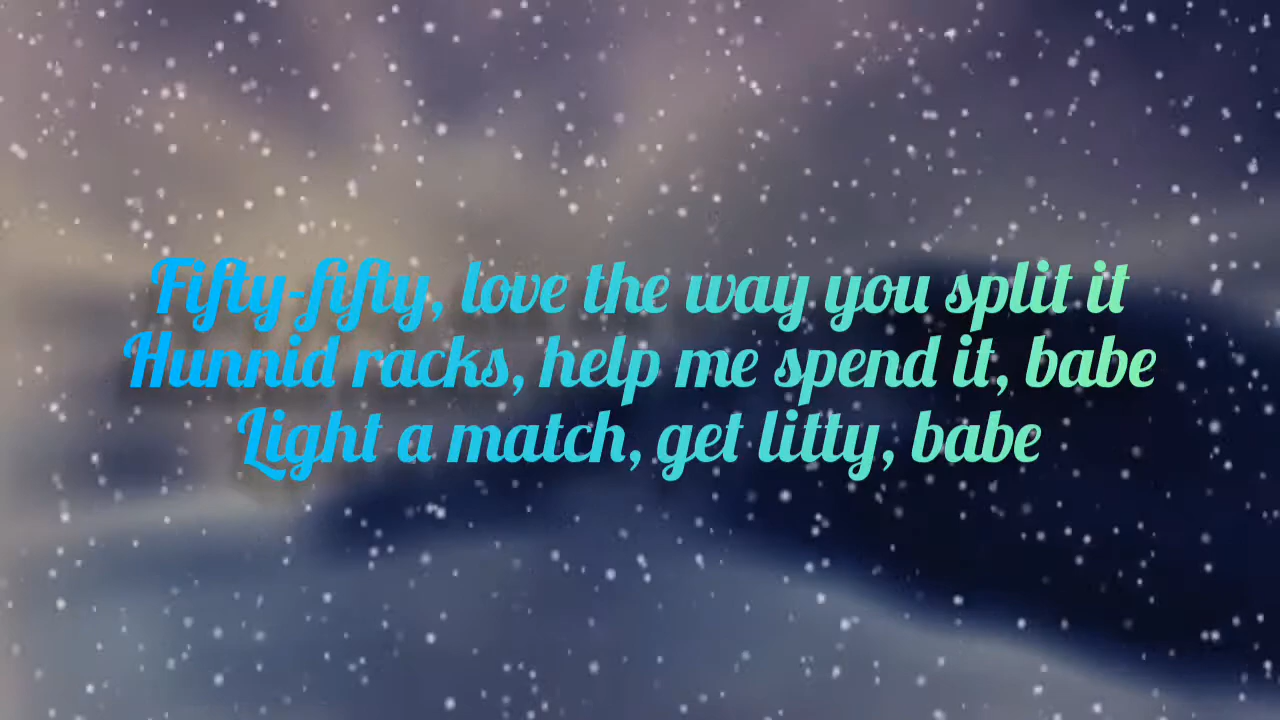 Fifty-fifty, love the way you split it
Hunnid racks, help me spend it, babe
Light a match, get litty, babe